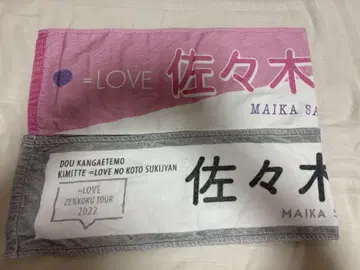 =LOVE 佐々木
MAIKA SA
DOU KANGAETEMO
KIMITTE =LOVE NO KOTO SUKIJYAN
=LOVE
ZENKOKU TOUR
2022
佐々木
MAIKA S